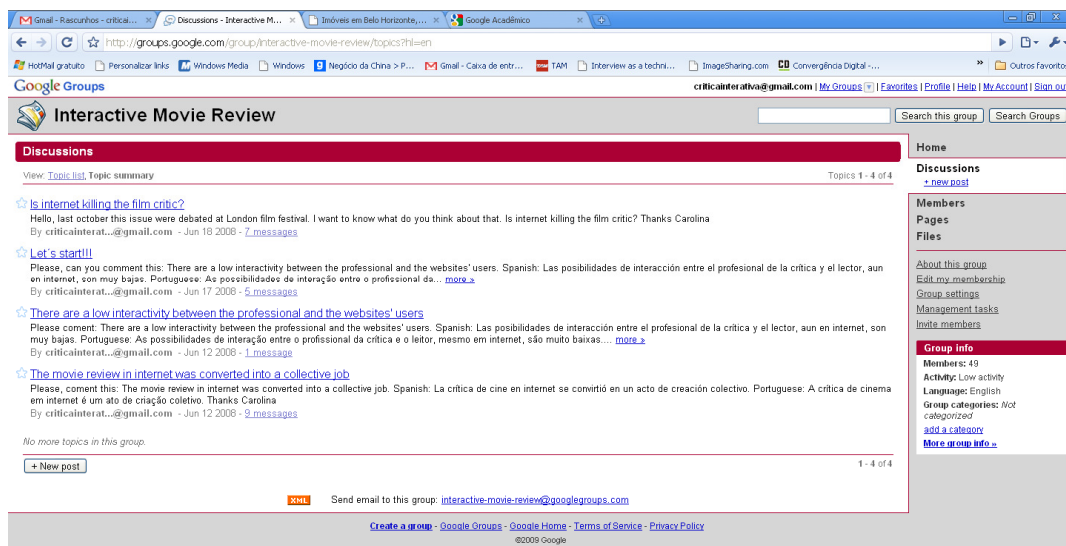 Gmail - Rascunhos - criticai...
Discussions - Interactive M...
Imóveis em Belo Horizonte,...
Google Acadêmico
http://groups.google.com/group/interactive-movie-review/topics?hl=en
HotMail gratuito Personalizar links Windows Media Windows Negócio da China > P... Gmail - Caixa de entr... TAM Interview as a techni... ImageSharing.com Convergência Digital -... » Outros favorito
Google Groups
criticainterativa@gmail.com | My Groups | Favorites | Profile | Help | My Account | Sign ou
Interactive Movie Review
Search this group Search Groups
Discussions
View: Topic list, Topic summary
Topics 1 - 4 of 4
Is internet killing the film critic?
Hello, last october this issue were debated at London film festival. I want to know what do you think about that. Is internet killing the film critic? Thanks Carolina
By criticainterat...@gmail.com - Jun 18 2008 - 7 messages
Let´s start!!!
Please, can you comment this: There are a low interactivity between the professional and the websites' users. Spanish: Las posibilidades de interacción entre el profesional de la crítica y el lector, aun
en internet, son muy bajas. Portuguese: As possibilidades de interação entre o profissional da... more »
By criticainterat...@gmail.com - Jun 17 2008 - 5 messages
There are a low interactivity between the professional and the websites' users
Please coment: There are a low interactivity between the professional and the websites' users. Spanish: Las posibilidades de interacción entre el profesional de la crítica y el lector, aun en internet, son
muy bajas. Portuguese: As possibilidades de interação entre o profissional da crítica e o leitor, mesmo em internet, são muito baixas.... more »
By criticainterat...@gmail.com - Jun 12 2008 - 1 message
The movie review in internet was converted into a collective job
Please, coment this: The movie review in internet was converted into a collective job. Spanish: La crítica de cine en internet se convirtió en un acto de creación colectivo. Portuguese: A crítica de cinema
em internet é um ato de criação coletivo. Thanks Carolina
By criticainterat...@gmail.com - Jun 12 2008 - 9 messages
No more topics in this group.
+ New post
1 - 4 of 4
XML Send email to this group: interactive-movie-review@googlegroups.com
Home
Discussions
+ new post
Members
Pages
Files
About this group
Edit my membership
Group settings
Management tasks
Invite members
Group info
Members: 49
Activity: Low activity
Language: English
Group categories: Not
categorized
add a category
More group info »
Create a group - Google Groups - Google Home - Terms of Service - Privacy Policy
©2009 Google